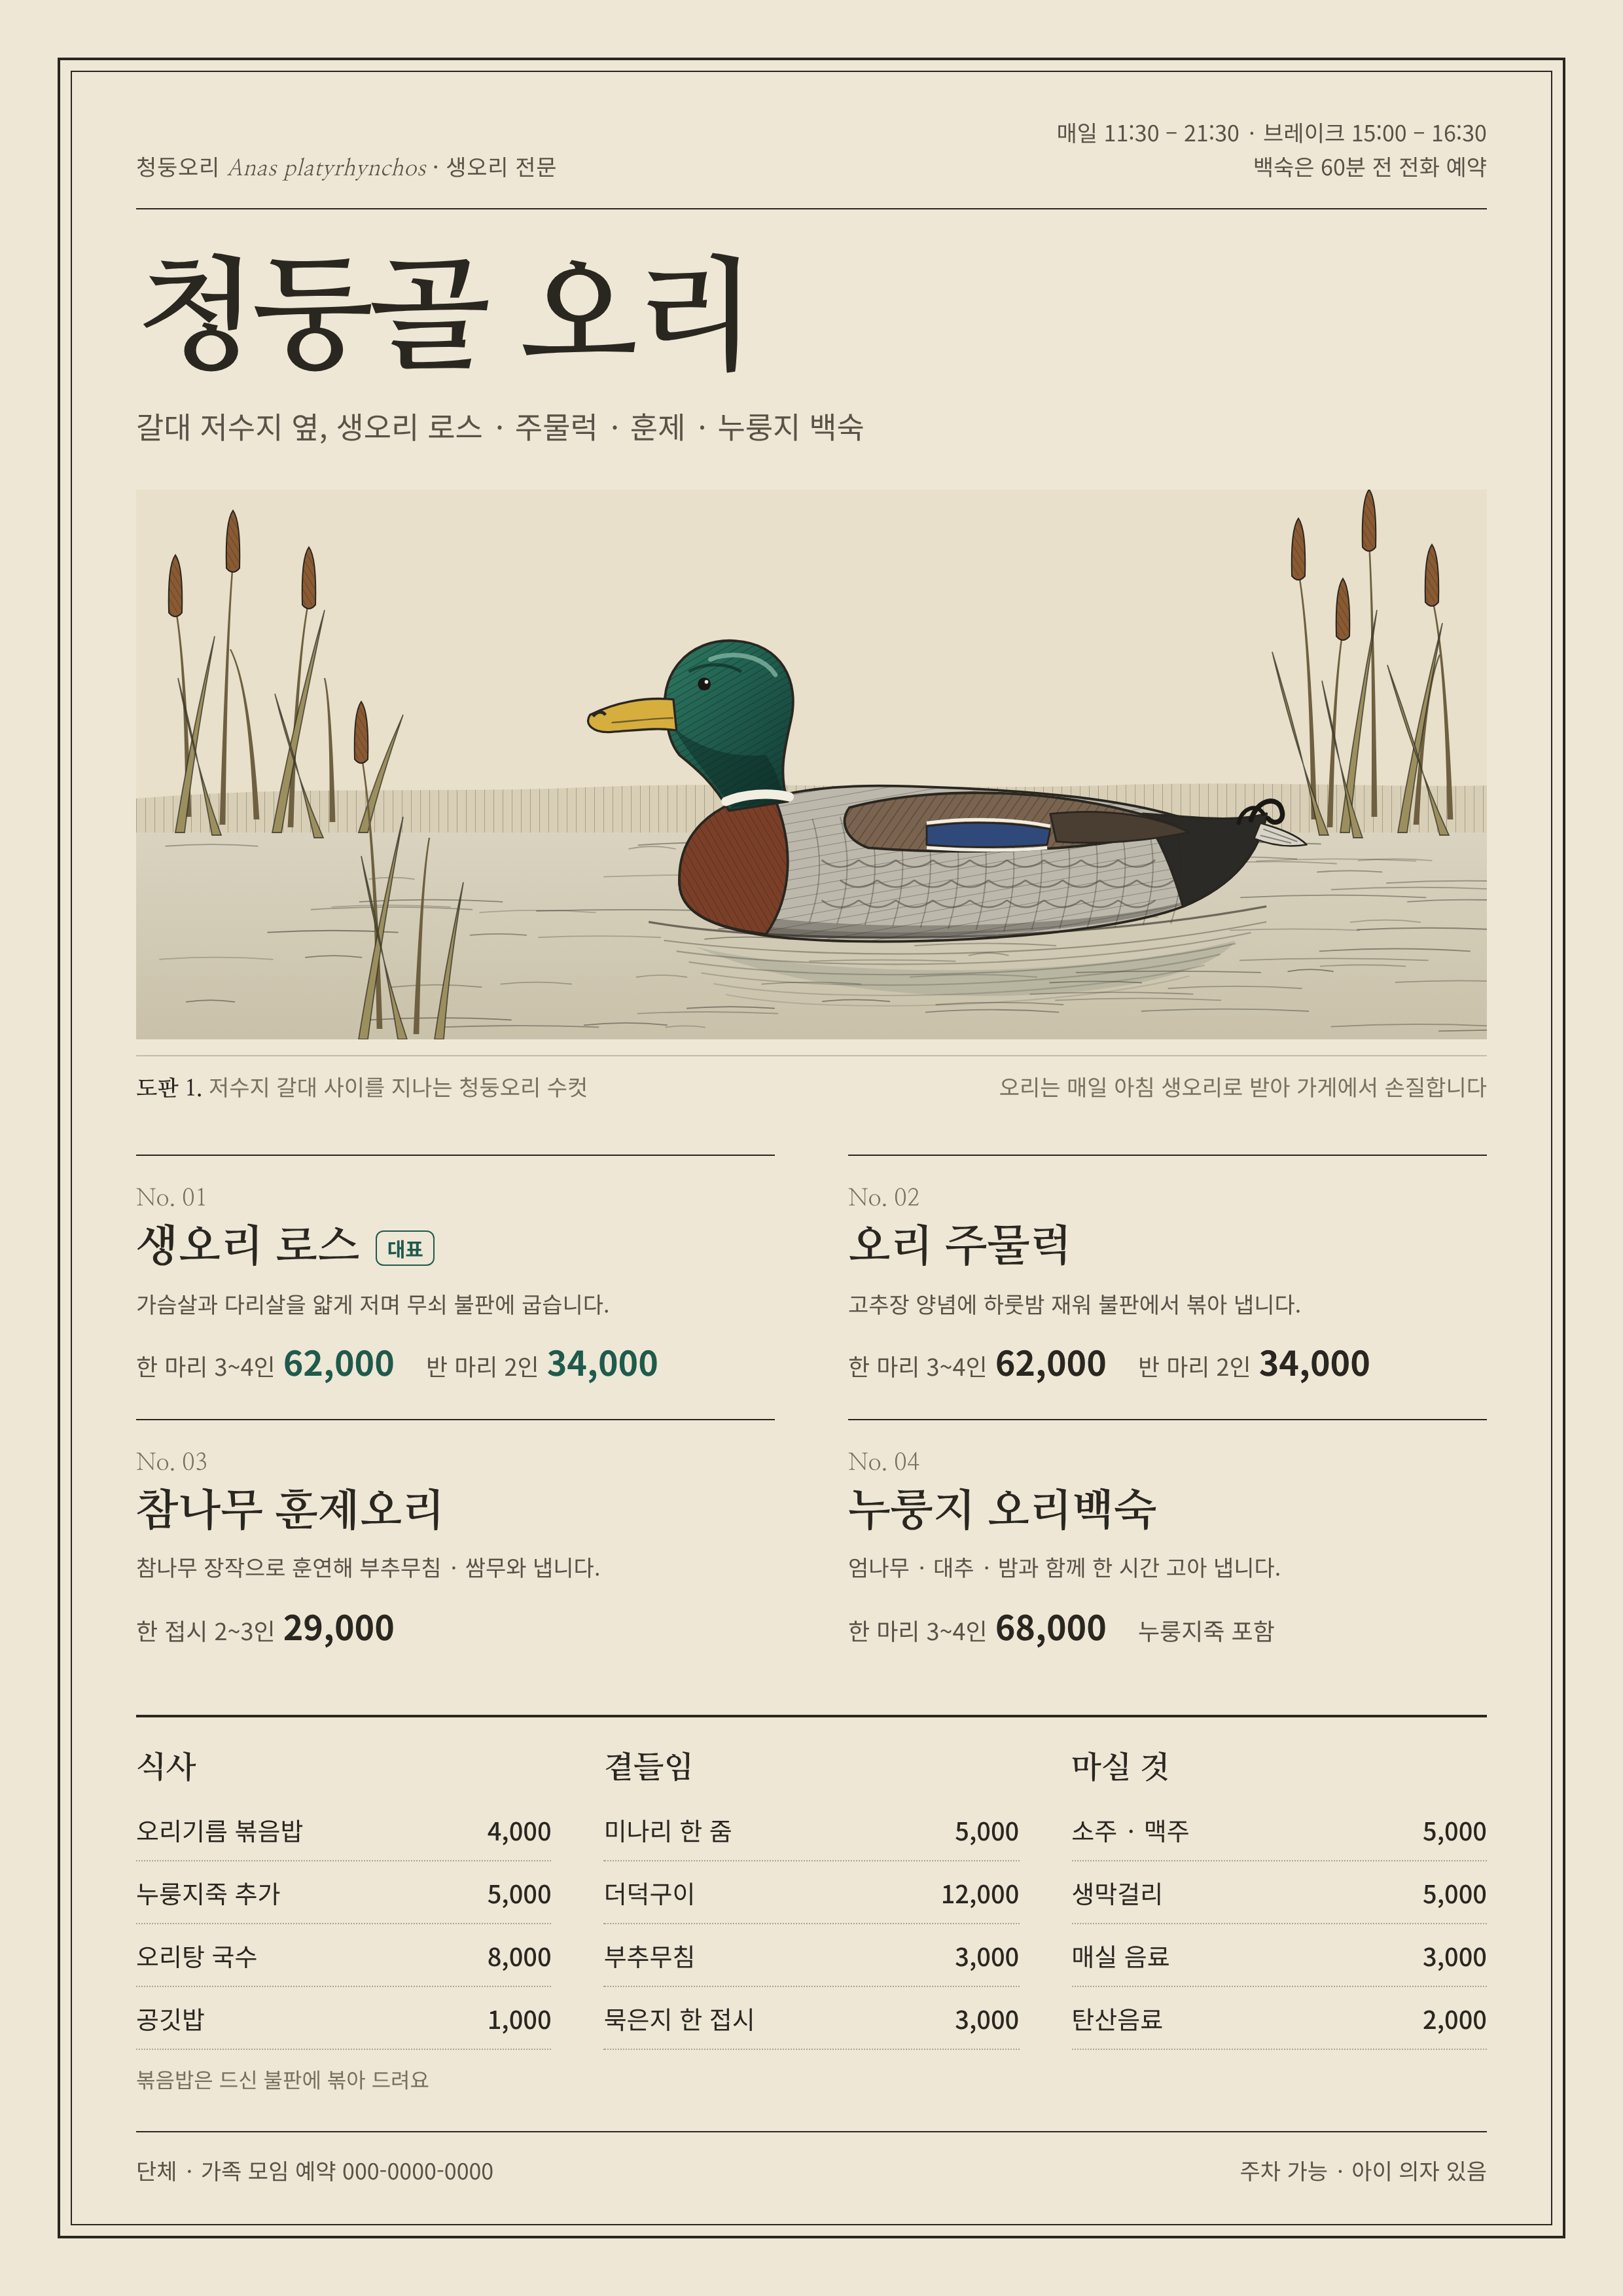 청둥오리 Anas platyrhynchos · 생오리 전문
매일 11:30 – 21:30 · 브레이크 15:00 – 16:30
백숙은 60분 전 전화 예약
청둥골 오리
갈대 저수지 옆, 생오리 로스 · 주물럭 · 훈제 · 누룽지 백숙
도판 1. 저수지 갈대 사이를 지나는 청둥오리 수컷
오리는 매일 아침 생오리로 받아 가게에서 손질합니다
No. 01
생오리 로스 대표
가슴살과 다리살을 얇게 저며 무쇠 불판에 굽습니다.
한 마리 3~4인 62,000 반 마리 2인 34,000
No. 02
오리 주물럭
고추장 양념에 하룻밤 재워 불판에서 볶아 냅니다.
한 마리 3~4인 62,000 반 마리 2인 34,000
No. 03
참나무 훈제오리
참나무 장작으로 훈연해 부추무침 · 쌈무와 냅니다.
한 접시 2~3인 29,000
No. 04
누룽지 오리백숙
엄나무 · 대추 · 밤과 함께 한 시간 고아 냅니다.
한 마리 3~4인 68,000 누룽지죽 포함
식사
오리기름 볶음밥 4,000
누룽지죽 추가 5,000
오리탕 국수 8,000
공깃밥 1,000
볶음밥은 드신 불판에 볶아 드려요
곁들임
미나리 한 줌 5,000
더덕구이 12,000
부추무침 3,000
묵은지 한 접시 3,000
마실 것
소주 · 맥주 5,000
생막걸리 5,000
매실 음료 3,000
탄산음료 2,000
단체 · 가족 모임 예약 000-0000-0000
주차 가능 · 아이 의자 있음